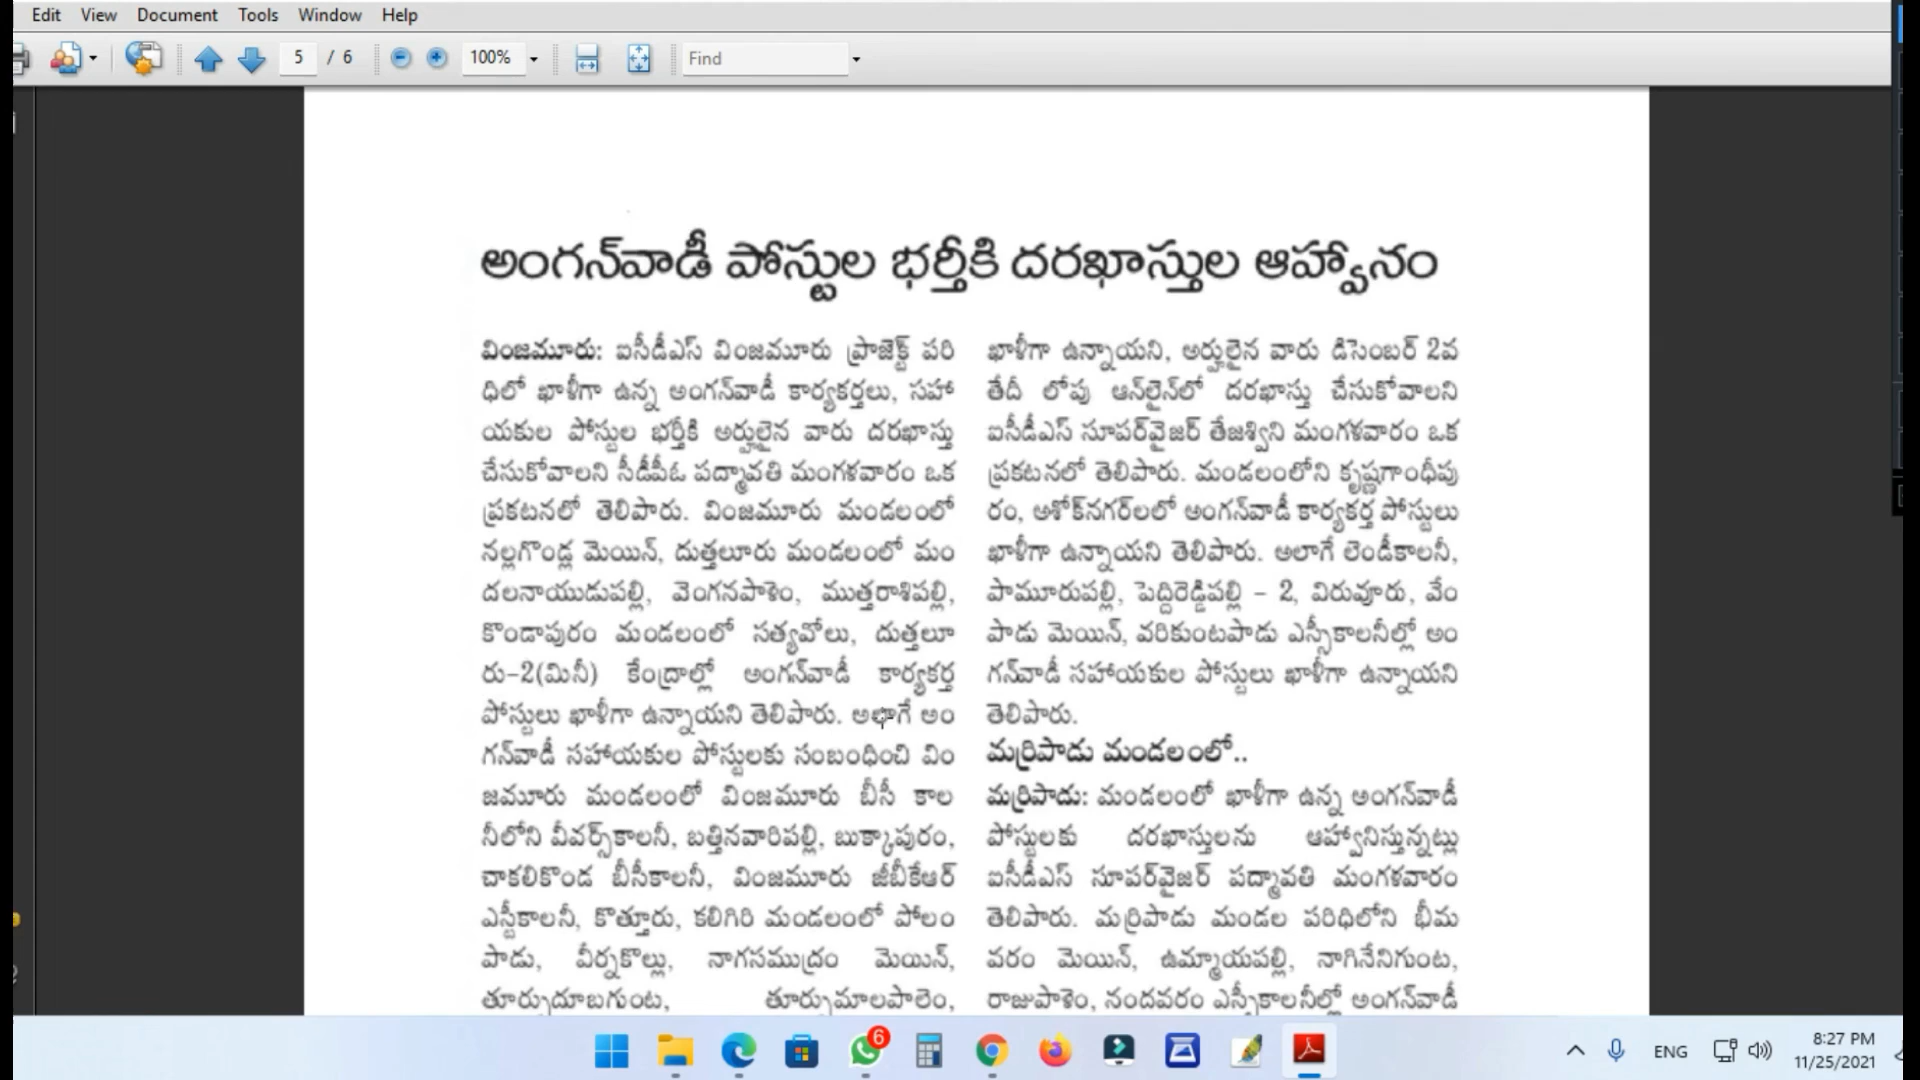 Edit View Document Tools Window Help
5 / 6 100% Find
అంగన్‌వాడీ పోస్టుల భర్తీకి దరఖాస్తుల ఆహ్వానం
వింజమూరు: ఐసీడీఎస్ వింజమూరు ప్రాజెక్ట్ పరి
ధిలో ఖాళీగా ఉన్న అంగన్‌వాడీ కార్యకర్తలు, సహా
యకుల పోస్టుల భర్తీకి అర్హులైన వారు దరఖాస్తు
చేసుకోవాలని సీడీపీఓ పద్మావతి మంగళవారం ఒక
ప్రకటనలో తెలిపారు. వింజమూరు మండలంలో
నల్లగొండ్ల మెయిన్, దుత్తలూరు మండలంలో మం
దలనాయుడుపల్లి, వెంగనపాళెం, ముత్తరాశిపల్లి,
కొండాపురం మండలంలో సత్యవోలు, దుత్తలూ
రు-2(మినీ) కేంద్రాల్లో అంగన్‌వాడీ కార్యకర్త
పోస్టులు ఖాళీగా ఉన్నాయని తెలిపారు. అలాగే అం
గన్‌వాడీ సహాయకుల పోస్టులకు సంబంధించి విం
జమూరు మండలంలో వింజమూరు బీసీ కాల
నీలోని వీవర్స్‌కాలనీ, బత్తినవారిపల్లి, బుక్కాపురం,
చాకలికొండ బీసీకాలనీ, వింజమూరు జీబీకేఆర్
ఎస్టీకాలనీ, కొత్తూరు, కలిగిరి మండలంలో పోలం
పాడు, వీర్నకొల్లు, నాగసముద్రం మెయిన్,
తూర్పుదూబగుంట, తూర్పుమాలపాలెం,
ఖాళీగా ఉన్నాయని, అర్హులైన వారు డిసెంబర్ 2వ
తేదీ లోపు ఆన్‌లైన్‌లో దరఖాస్తు చేసుకోవాలని
ఐసీడీఎస్ సూపర్‌వైజర్ తేజశ్విని మంగళవారం ఒక
ప్రకటనలో తెలిపారు. మండలంలోని కృష్ణగాంధీపు
రం, అశోక్‌నగర్‌లలో అంగన్‌వాడీ కార్యకర్త పోస్టులు
ఖాళీగా ఉన్నాయని తెలిపారు. అలాగే లెండీకాలనీ,
పామూరుపల్లి, పెద్దిరెడ్డిపల్లి - 2, విరువూరు, వేం
పాడు మెయిన్, వరికుంటపాడు ఎస్సీకాలనీల్లో అం
గన్‌వాడీ సహాయకుల పోస్టులు ఖాళీగా ఉన్నాయని
తెలిపారు.
మర్రిపాడు మండలంలో..
మర్రిపాడు: మండలంలో ఖాళీగా ఉన్న అంగన్‌వాడీ
పోస్టులకు దరఖాస్తులను ఆహ్వానిస్తున్నట్లు
ఐసీడీఎస్ సూపర్‌వైజర్ పద్మావతి మంగళవారం
తెలిపారు. మర్రిపాడు మండల పరిధిలోని భీమ
వరం మెయిన్, ఉమ్మాయపల్లి, నాగినేనిగుంట,
రాజుపాళెం, నందవరం ఎస్సీకాలనీల్లో అంగన్‌వాడీ
6
ENG
8:27 PM
11/25/2021